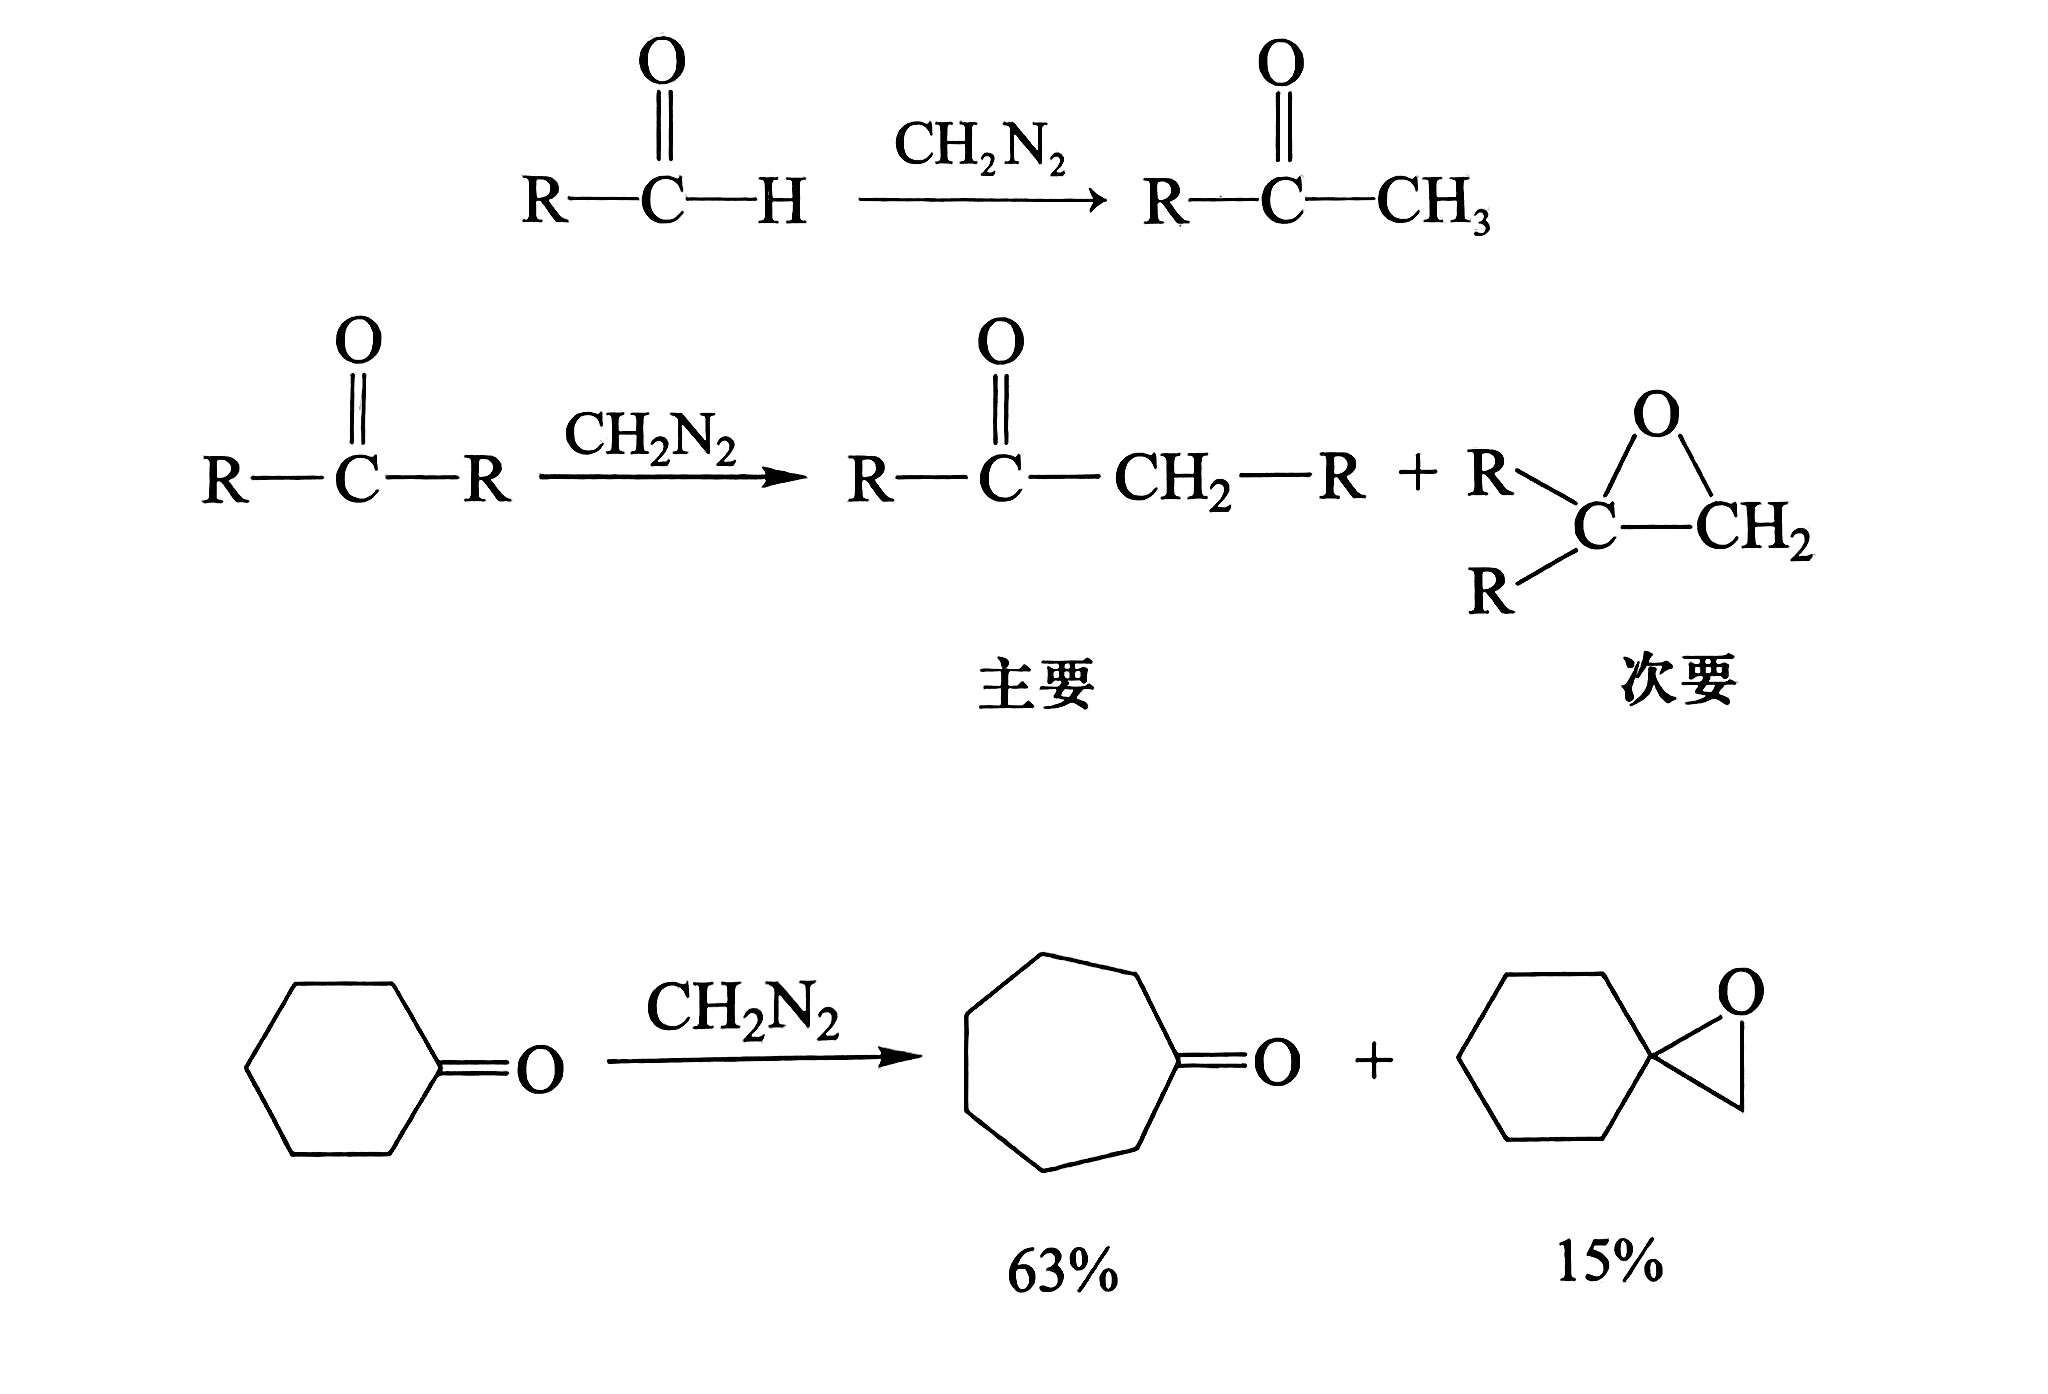 O O
R—C—H CH₂N₂ R—C—CH₃
O O O
R—C—R CH₂N₂ R—C—CH₂—R + R C—CH₂
R
主要 次要
CH₂N₂ O
O O +
63% 15%